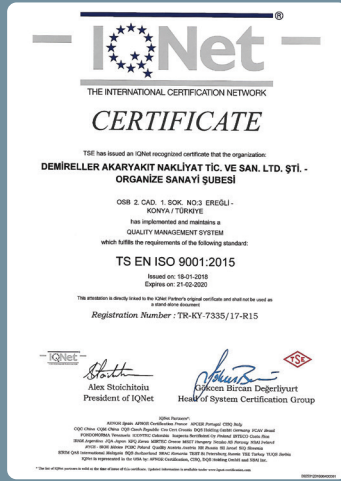 IQNet ®
THE INTERNATIONAL CERTIFICATION NETWORK
CERTIFICATE
TSE has issued an IQNet recognized certificate that the organization:
DEMİRELLER AKARYAKIT NAKLİYAT TİC. VE SAN. LTD. ŞTİ. -
ORGANİZE SANAYİ ŞUBESİ
OSB 2. CAD. 1. SOK. NO:3 EREĞLİ -
KONYA / TÜRKİYE
has implemented and maintains a
QUALITY MANAGEMENT SYSTEM
which fulfills the requirements of the following standard:
TS EN ISO 9001:2015
Issued on: 18-01-2018
Expires on: 21-02-2020
This attestation is directly linked to the IQNet Partner's original certificate and shall not be used as
a stand-alone document
Registration Number : TR-KY-7335/17-R15
IQNet
TSE
Alex Stoichitoiu
President of IQNet
Gökcen Bircan Değerliyurt
Head of System Certification Group
IQNet Partners*: